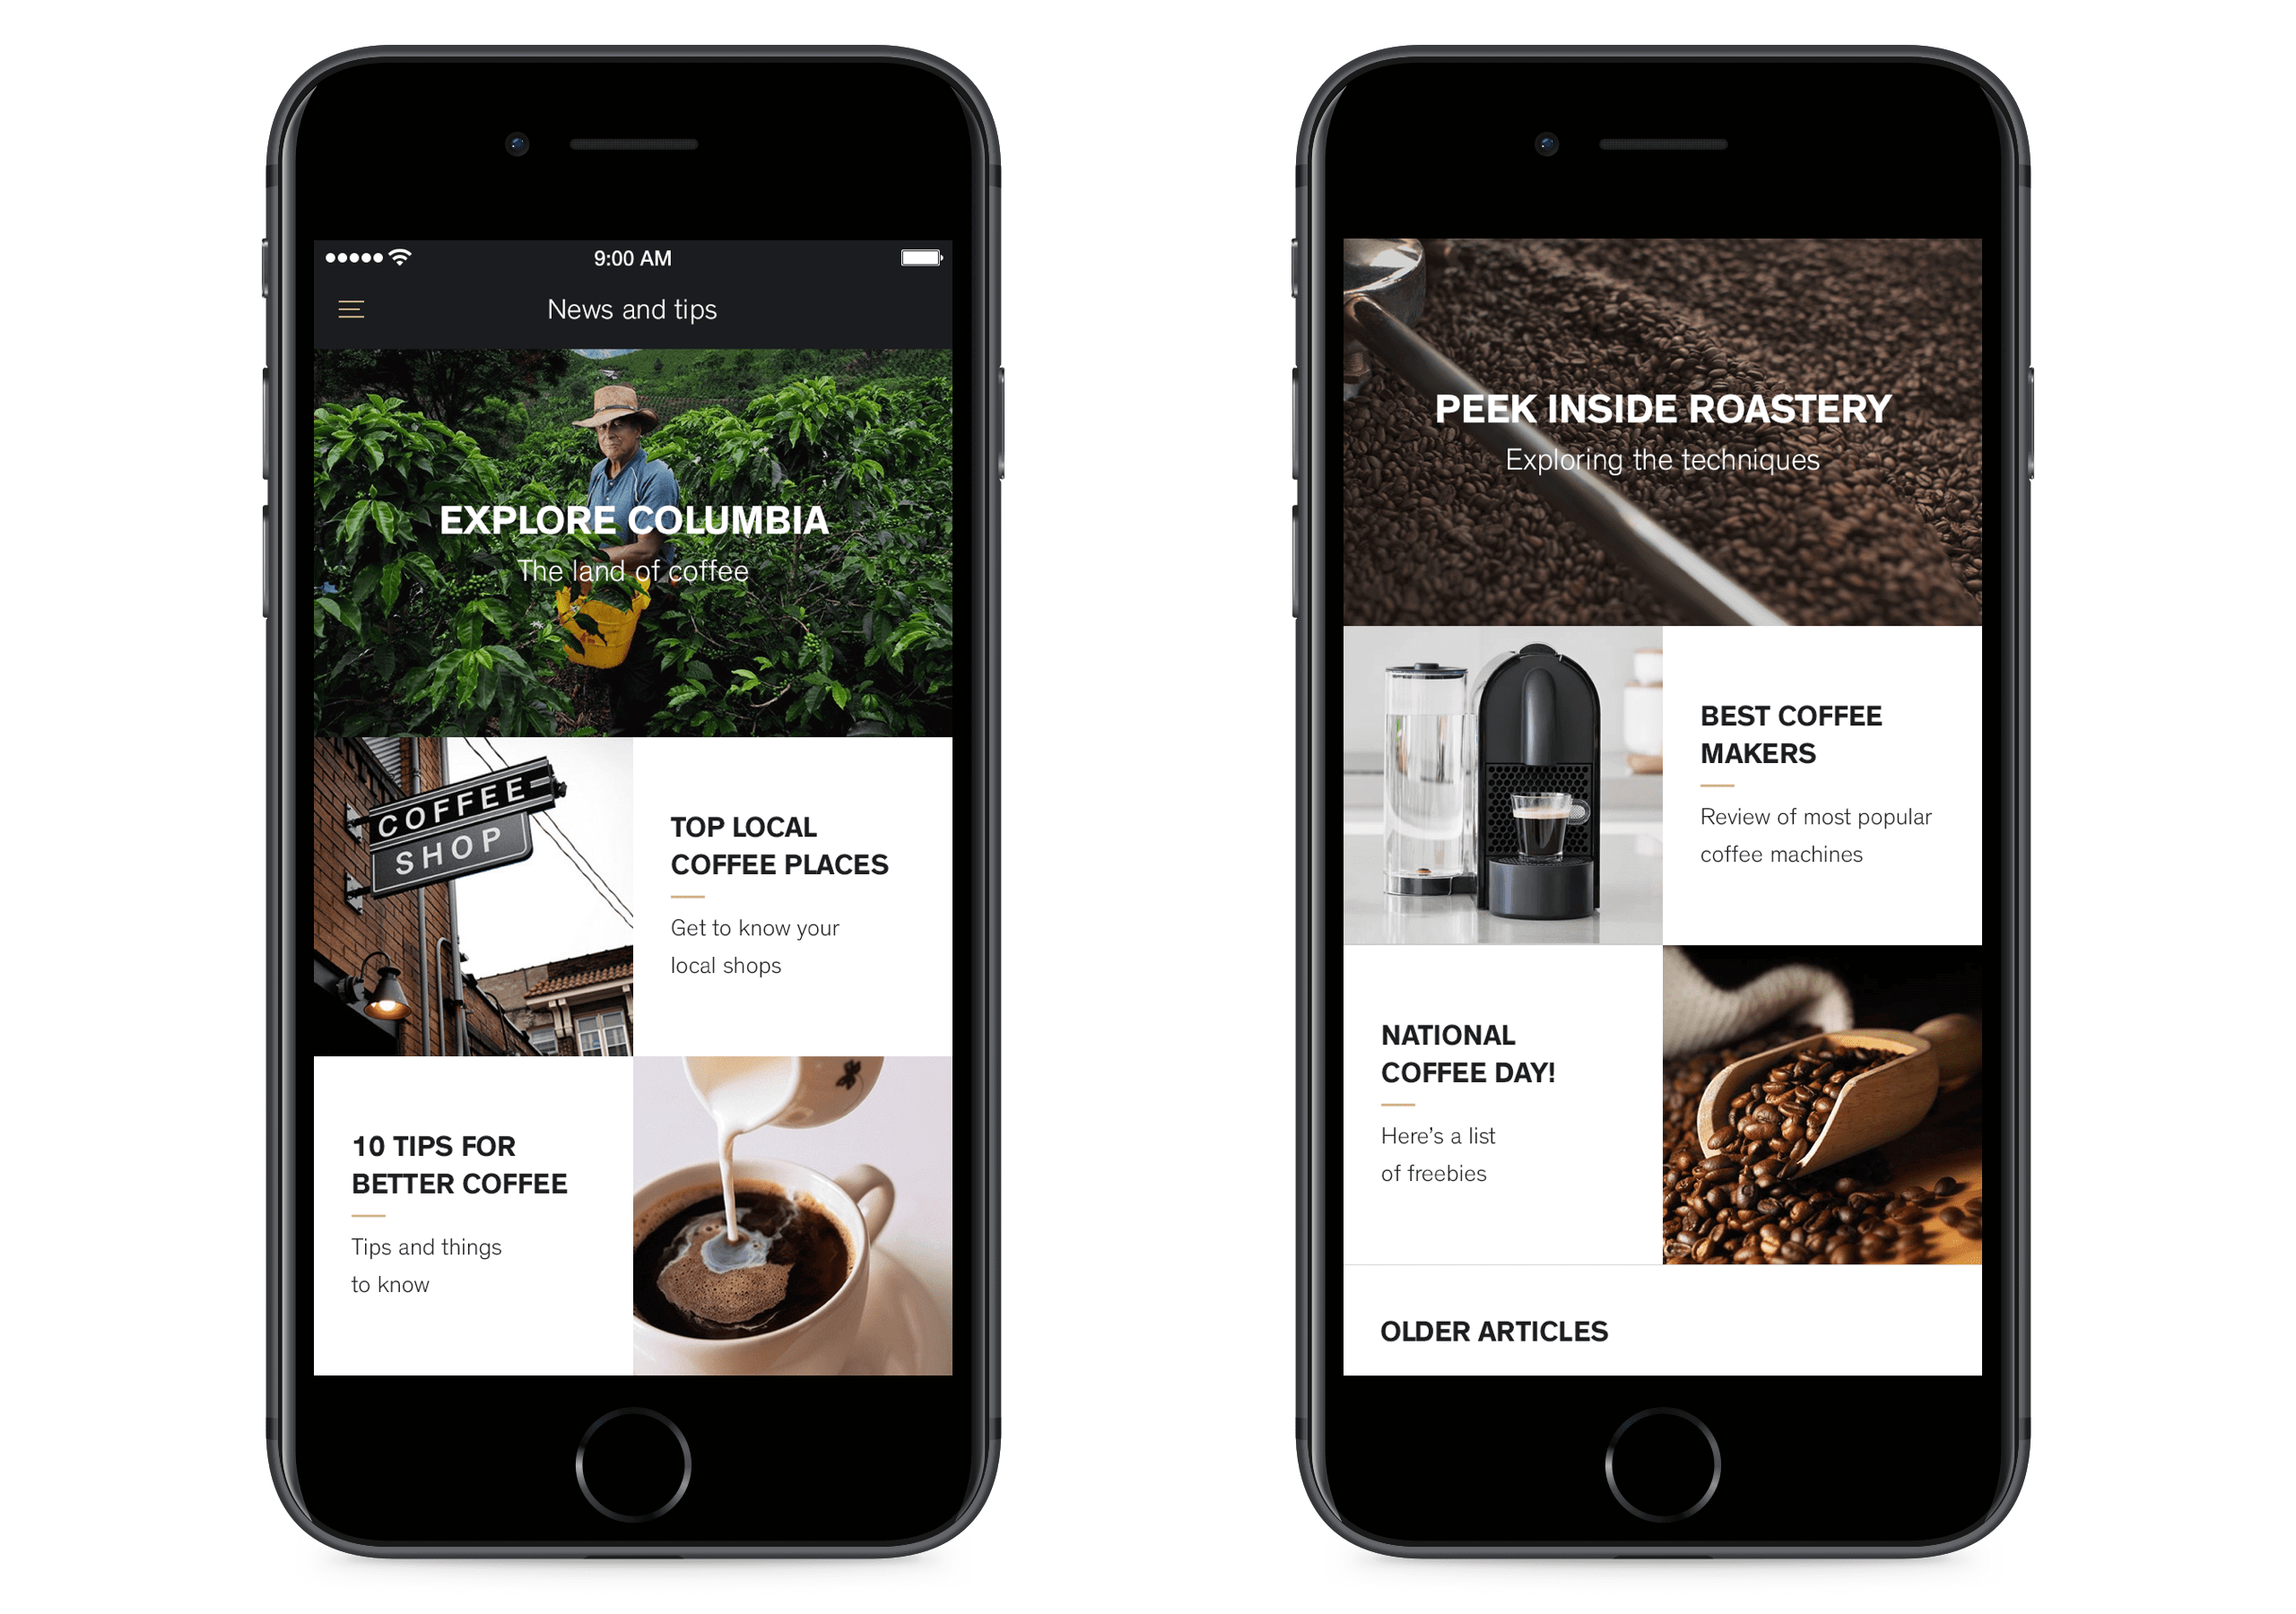 9:00 AM
News and tips
EXPLORE COLUMBIA
The land of coffee
COFFEE
SHOP
TOP LOCAL
COFFEE PLACES
Get to know your
local shops
10 TIPS FOR
BETTER COFFEE
Tips and things
to know
PEEK INSIDE ROASTERY
Exploring the techniques
BEST COFFEE
MAKERS
Review of most popular
coffee machines
NATIONAL
COFFEE DAY!
Here’s a list
of freebies
OLDER ARTICLES